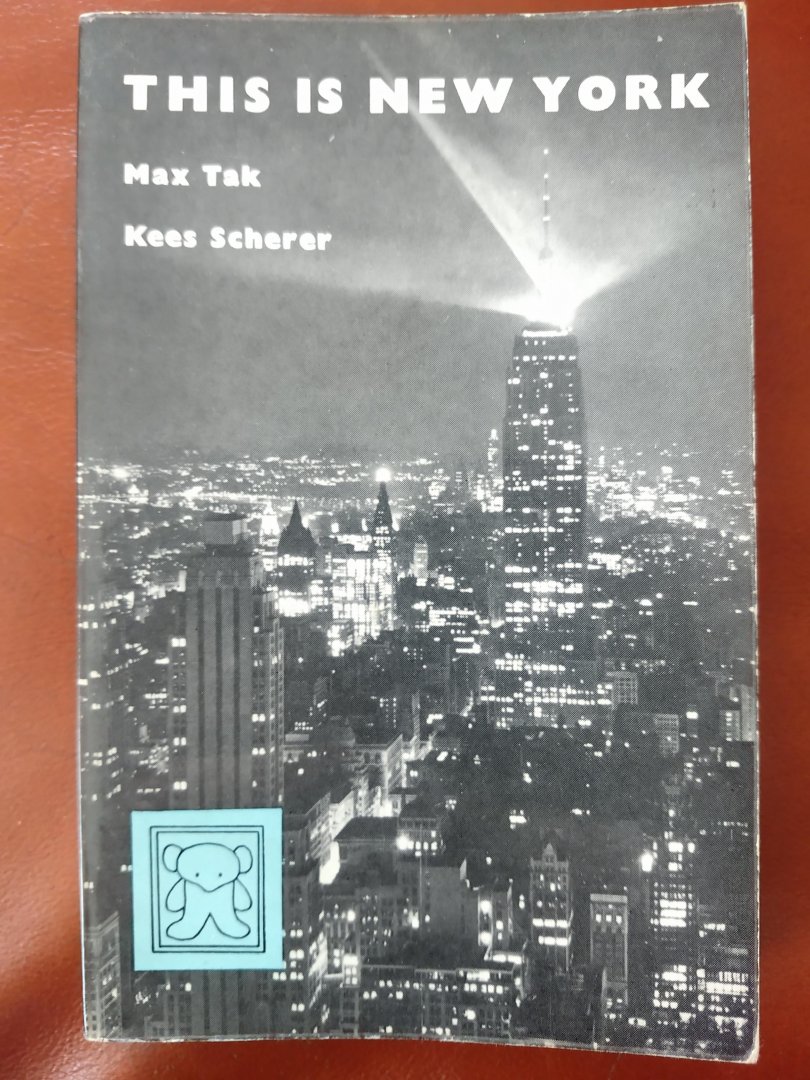 THIS IS NEW YORK
Max Tak
Kees Scherer